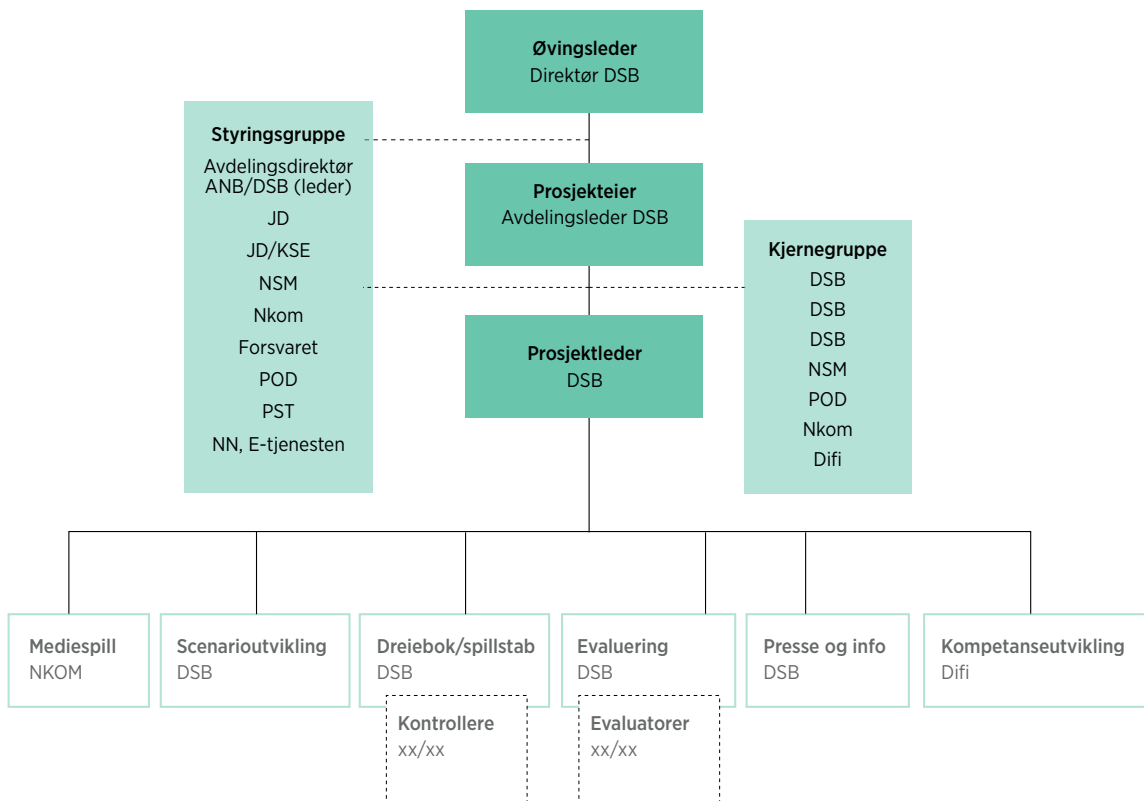 Øvingsleder
Direktør DSB
Styringsgruppe
Avdelingsdirektør
ANB/DSB (leder)
JD
JD/KSE
NSM
Nkom
Forsvaret
POD
PST
NN, E-tjenesten
Prosjekteier
Avdelingsleder DSB
Kjernegruppe
DSB
DSB
DSB
NSM
POD
Nkom
Difi
Prosjektleder
DSB
Mediespill
NKOM
Scenarioutvikling
DSB
Dreiebok/spillstab
DSB
Kontrollere
xx/xx
Evaluering
DSB
Evaluatorer
xx/xx
Presse og info
DSB
Kompetanseutvikling
Difi